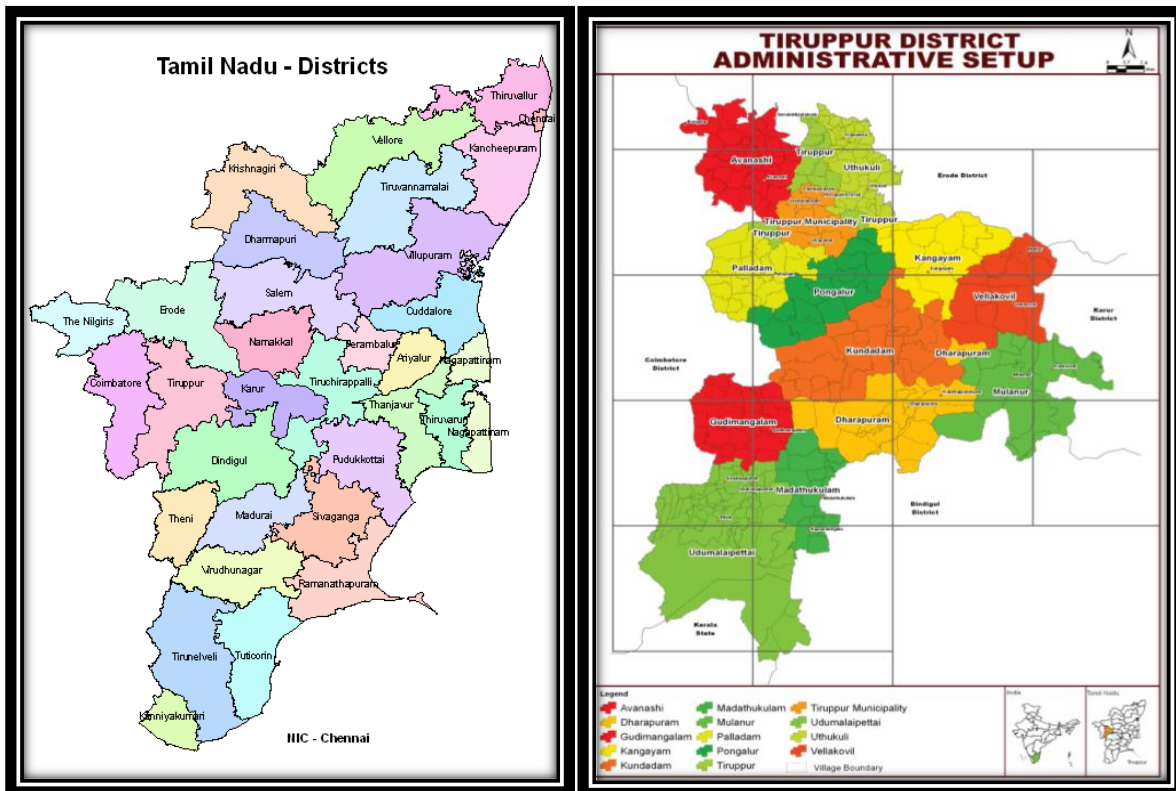 Tamil Nadu - Districts
Thiruvallur
Chennai
Vellore
Kancheepuram
Krishnagiri
Tiruvannamalai
Dharmapuri
Villupuram
Salem
Erode
Cuddalore
The Nilgiris
Namakkal
Perambalur
Ariyalur
Nagapattinam
Coimbatore
Tiruppur
Karur
Tiruchirappalli
Thanjavur
Thiruvarur
Nagapattinam
Dindigul
Pudukkottai
Theni
Madurai
Sivaganga
Virudhunagar
Ramanathapuram
Tirunelveli
Tuticorin
Kanniyakumari
NIC - Chennai
TIRUPPUR DISTRICT
ADMINISTRATIVE SETUP
N
Avanashi
Tiruppur
Uthukuli
Erode District
Tiruppur Municipality
Tiruppur
Tiruppur
Kangayam
Palladam
Pongalur
Vellakovil
Karur
District
Kundadam
Dharapuram
Coimbatore
District
Mulanur
Gudimangalam
Dharapuram
Madathukulam
Dindigul
District
Udumalaipettai
Kerala
State
Legend
Avanashi
Dharapuram
Gudimangalam
Kangayam
Kundadam
Madathukulam
Mulanur
Palladam
Pongalur
Tiruppur
Tiruppur Municipality
Udumalaipettai
Uthukuli
Vellakovil
Village Boundary
India
Tamil Nadu
Tiruppur